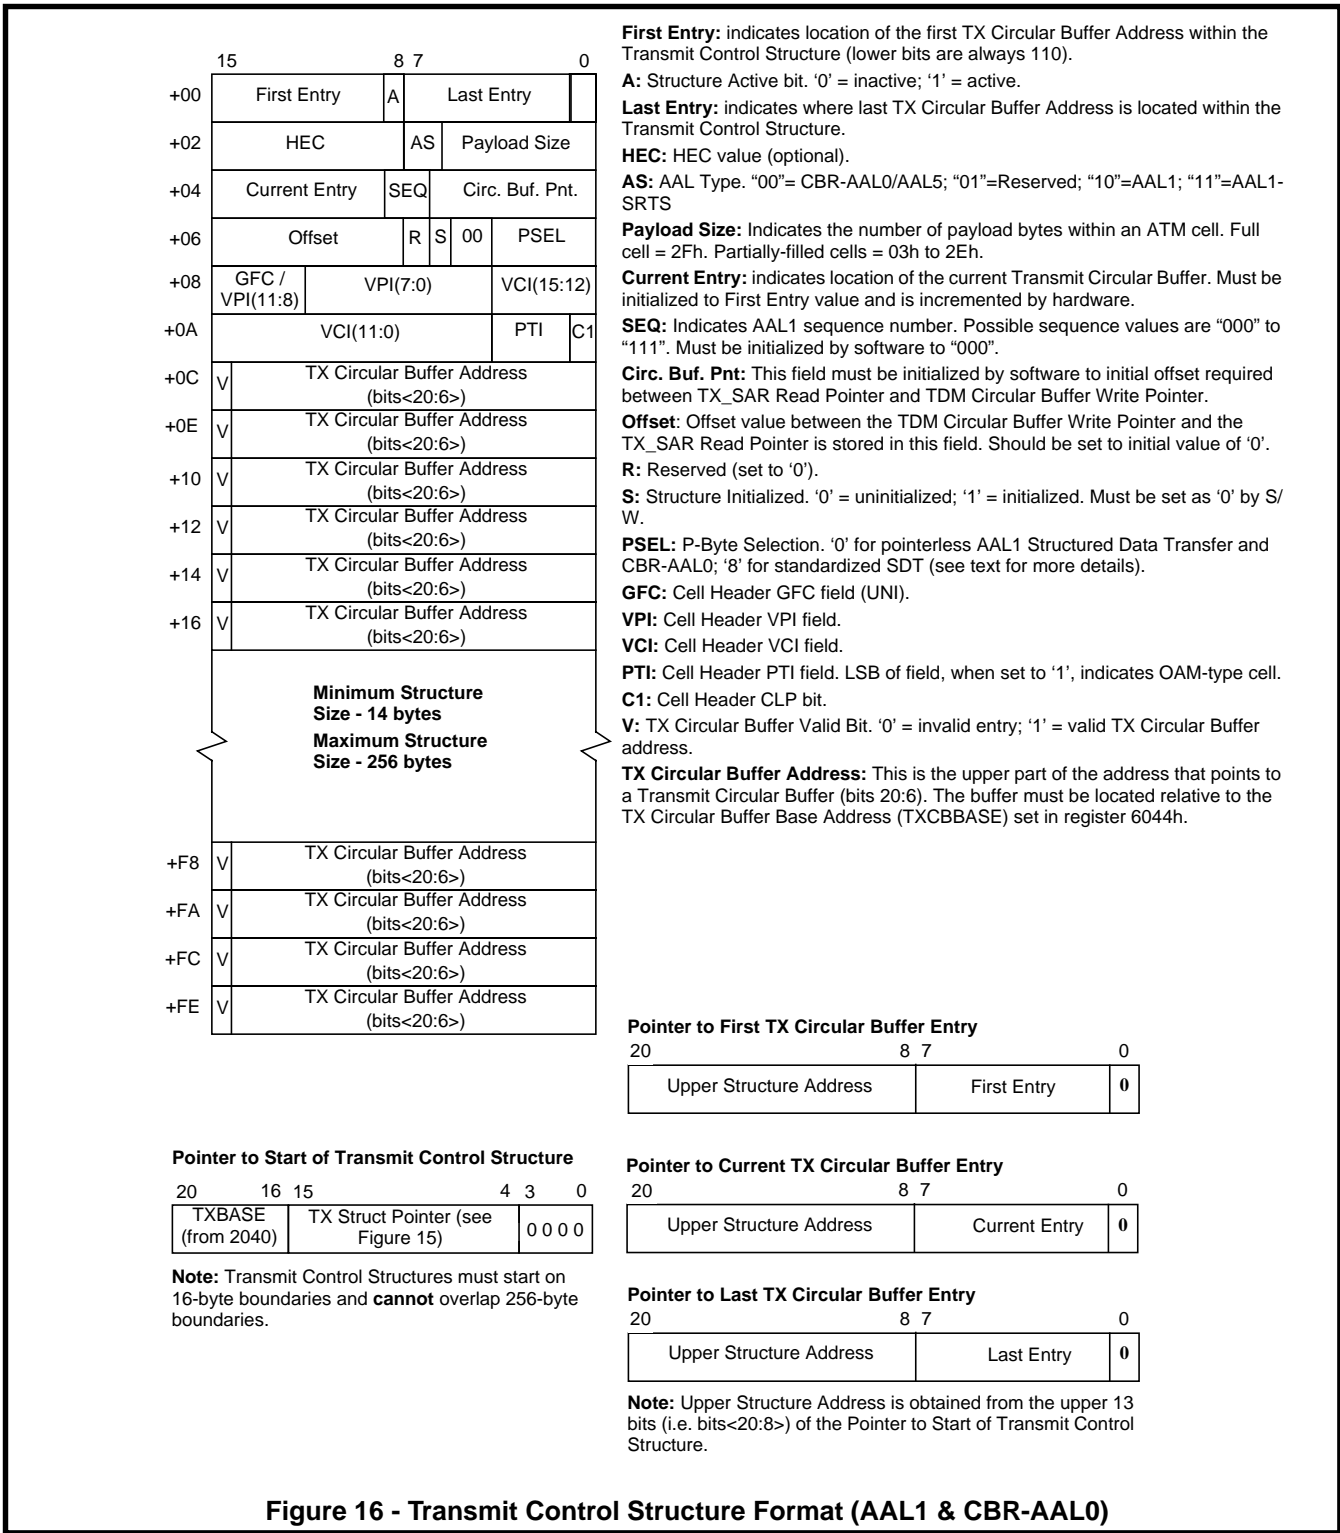 15 8 7 0
+00 First Entry A Last Entry
+02 HEC AS Payload Size
+04 Current Entry SEQ Circ. Buf. Pnt.
+06 Offset R S 00 PSEL
+08 GFC / VPI(11:8) VPI(7:0) VCI(15:12)
+0A VCI(11:0) PTI C1
+0C V TX Circular Buffer Address
(bits<20:6>)
+0E V TX Circular Buffer Address
(bits<20:6>)
+10 V TX Circular Buffer Address
(bits<20:6>)
+12 V TX Circular Buffer Address
(bits<20:6>)
+14 V TX Circular Buffer Address
(bits<20:6>)
+16 V TX Circular Buffer Address
(bits<20:6>)
Minimum Structure
Size - 14 bytes
Maximum Structure
Size - 256 bytes
+F8 V TX Circular Buffer Address
(bits<20:6>)
+FA V TX Circular Buffer Address
(bits<20:6>)
+FC V TX Circular Buffer Address
(bits<20:6>)
+FE V TX Circular Buffer Address
(bits<20:6>)
First Entry: indicates location of the first TX Circular Buffer Address within the
Transmit Control Structure (lower bits are always 110).
A: Structure Active bit. ‘0’ = inactive; ‘1’ = active.
Last Entry: indicates where last TX Circular Buffer Address is located within the
Transmit Control Structure.
HEC: HEC value (optional).
AS: AAL Type. “00”= CBR-AAL0/AAL5; “01”=Reserved; “10”=AAL1; “11”=AAL1-
SRTS
Payload Size: Indicates the number of payload bytes within an ATM cell. Full
cell = 2Fh. Partially-filled cells = 03h to 2Eh.
Current Entry: indicates location of the current Transmit Circular Buffer. Must be
initialized to First Entry value and is incremented by hardware.
SEQ: Indicates AAL1 sequence number. Possible sequence values are “000” to
“111”. Must be initialized by software to “000”.
Circ. Buf. Pnt: This field must be initialized by software to initial offset required
between TX_SAR Read Pointer and TDM Circular Buffer Write Pointer.
Offset: Offset value between the TDM Circular Buffer Write Pointer and the
TX_SAR Read Pointer is stored in this field. Should be set to initial value of ‘0’.
R: Reserved (set to ‘0’).
S: Structure Initialized. ‘0’ = uninitialized; ‘1’ = initialized. Must be set as ‘0’ by S/
W.
PSEL: P-Byte Selection. ‘0’ for pointerless AAL1 Structured Data Transfer and
CBR-AAL0; ‘8’ for standardized SDT (see text for more details).
GFC: Cell Header GFC field (UNI).
VPI: Cell Header VPI field.
VCI: Cell Header VCI field.
PTI: Cell Header PTI field. LSB of field, when set to ‘1’, indicates OAM-type cell.
C1: Cell Header CLP bit.
V: TX Circular Buffer Valid Bit. ‘0’ = invalid entry; ‘1’ = valid TX Circular Buffer
address.
TX Circular Buffer Address: This is the upper part of the address that points to
a Transmit Circular Buffer (bits 20:6). The buffer must be located relative to the
TX Circular Buffer Base Address (TXCBBASE) set in register 6044h.
Pointer to First TX Circular Buffer Entry
20 8 7 0
Upper Structure Address First Entry 0
Pointer to Start of Transmit Control Structure
20 16 15 4 3 0
TXBASE TX Struct Pointer (see
(from 2040) Figure 15) 0 0 0 0
Note: Transmit Control Structures must start on
16-byte boundaries and cannot overlap 256-byte
boundaries.
Pointer to Current TX Circular Buffer Entry
20 8 7 0
Upper Structure Address Current Entry 0
Pointer to Last TX Circular Buffer Entry
20 8 7 0
Upper Structure Address Last Entry 0
Note: Upper Structure Address is obtained from the upper 13
bits (i.e. bits<20:8>) of the Pointer to Start of Transmit Control
Structure.
Figure 16 - Transmit Control Structure Format (AAL1 & CBR-AAL0)